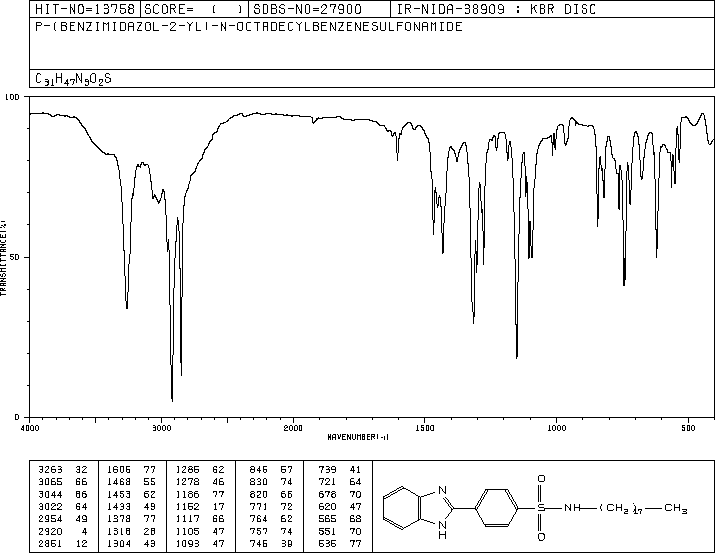 HIT-NO=13758 SCORE= ( ) SDBS-NO=27900 IR-NIDA-38909 : KBR DISC
P-(BENZIMIDAZOL-2-YL)-N-OCTADECYLBENZENESULFONAMIDE
C31H47N3O2S
100
50
0
TRANSMITTANCE(%)
4000 3000 2000 1500 1000 500
WAVENUMBER(-1)
3263 32 1606 77 1286 62 846 57 739 41
3065 66 1468 55 1278 46 830 74 721 64
3044 66 1453 62 1186 77 820 66 678 70
3022 64 1433 49 1152 17 771 72 620 47
2954 49 1378 77 1117 66 764 62 565 68
2920 4 1318 28 1105 47 757 74 551 70
2851 12 1304 43 1093 47 746 39 535 77
O
N
S NH (CH2)17 CH3
NH
O